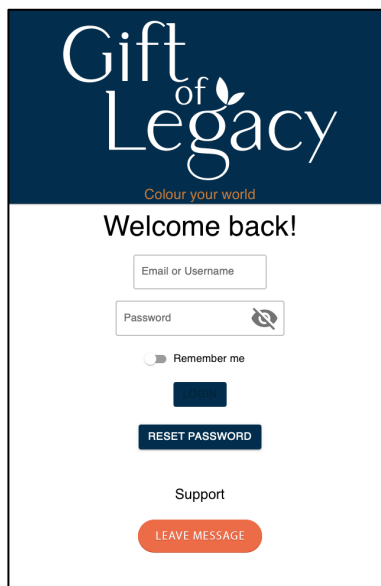 Gift
of
Legacy
Colour your world
Welcome back!
Email or Username
Password
Remember me
LOGIN
RESET PASSWORD
Support
LEAVE MESSAGE